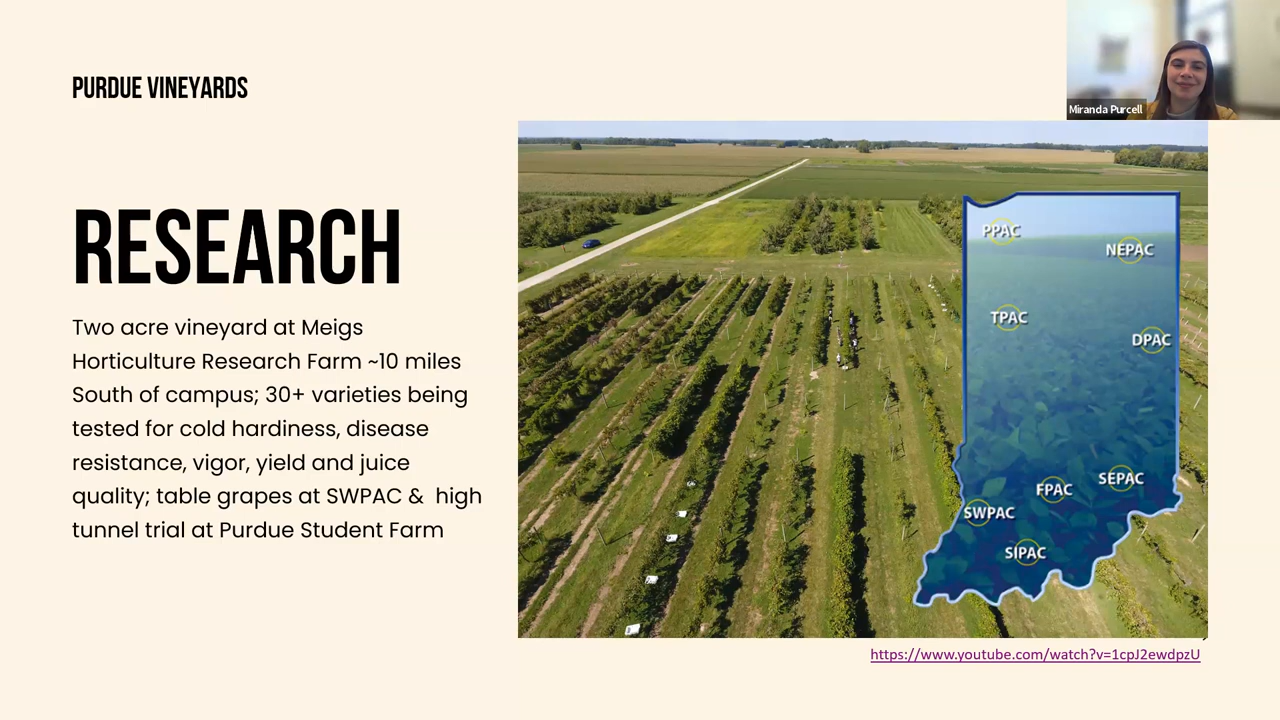 PURDUE VINEYARDS
Miranda Purcell
RESEARCH
Two acre vineyard at Meigs
Horticulture Research Farm ~10 miles
South of campus; 30+ varieties being
tested for cold hardiness, disease
resistance, vigor, yield and juice
quality; table grapes at SWPAC &  high
tunnel trial at Purdue Student Farm
PPAC
NEPAC
TPAC
DPAC
SEPAC
FPAC
SWPAC
SIPAC
https://www.youtube.com/watch?v=1cpJ2ewdpzU